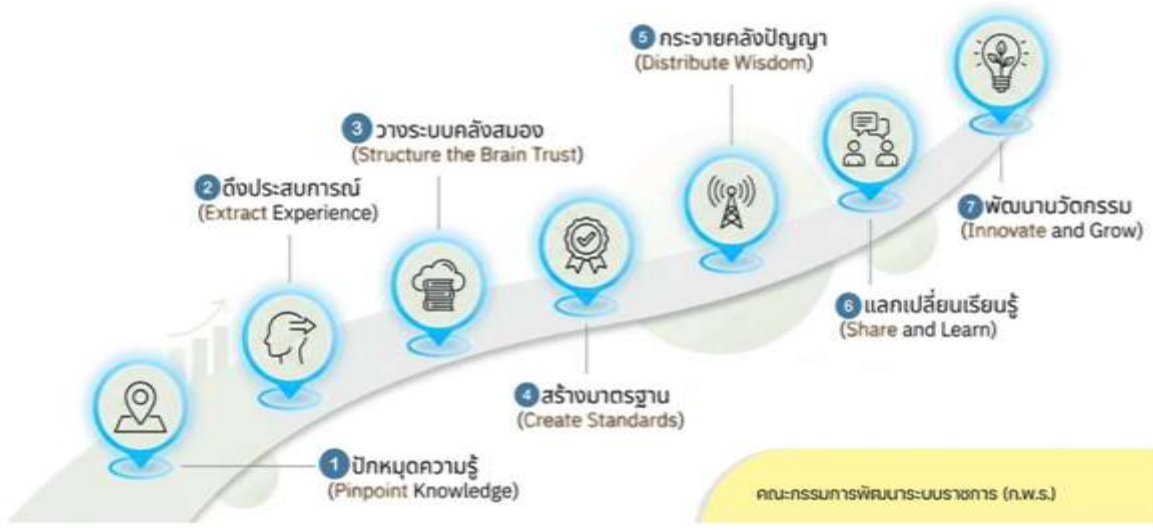 1 ปักหมุดความรู้
(Pinpoint Knowledge)
2 ดึงประสบการณ์
(Extract Experience)
3 วางระบบคลังสมอง
(Structure the Brain Trust)
4 สร้างมาตรฐาน
(Create Standards)
5 กระจายคลังปัญญา
(Distribute Wisdom)
6 แลกเปลี่ยนเรียนรู้
(Share and Learn)
7 พัฒนานวัตกรรม
(Innovate and Grow)
คณะกรรมการพัฒนาระบบราชการ (ก.พ.ร.)